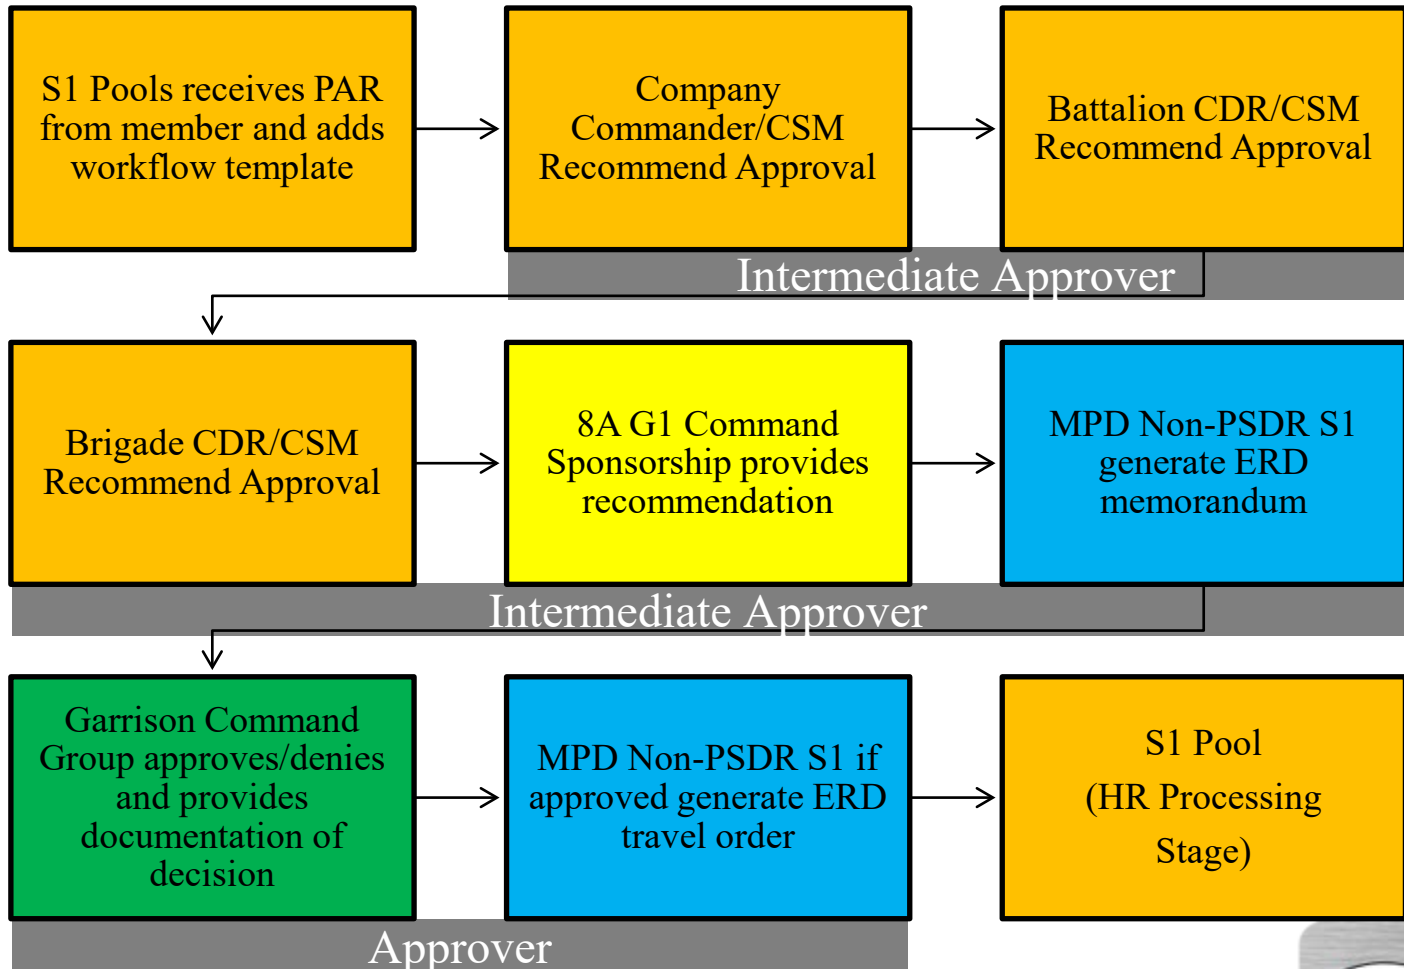 S1 Pools receives PAR
from member and adds
workflow template
Company
Commander/CSM
Recommend Approval
Battalion CDR/CSM
Recommend Approval
Intermediate Approver
Brigade CDR/CSM
Recommend Approval
8A G1 Command
Sponsorship provides
recommendation
MPD Non-PSDR S1
generate ERD
memorandum
Intermediate Approver
Garrison Command
Group approves/denies
and provides
documentation of
decision
MPD Non-PSDR S1 if
approved generate ERD
travel order
S1 Pool
(HR Processing
Stage)
Approver